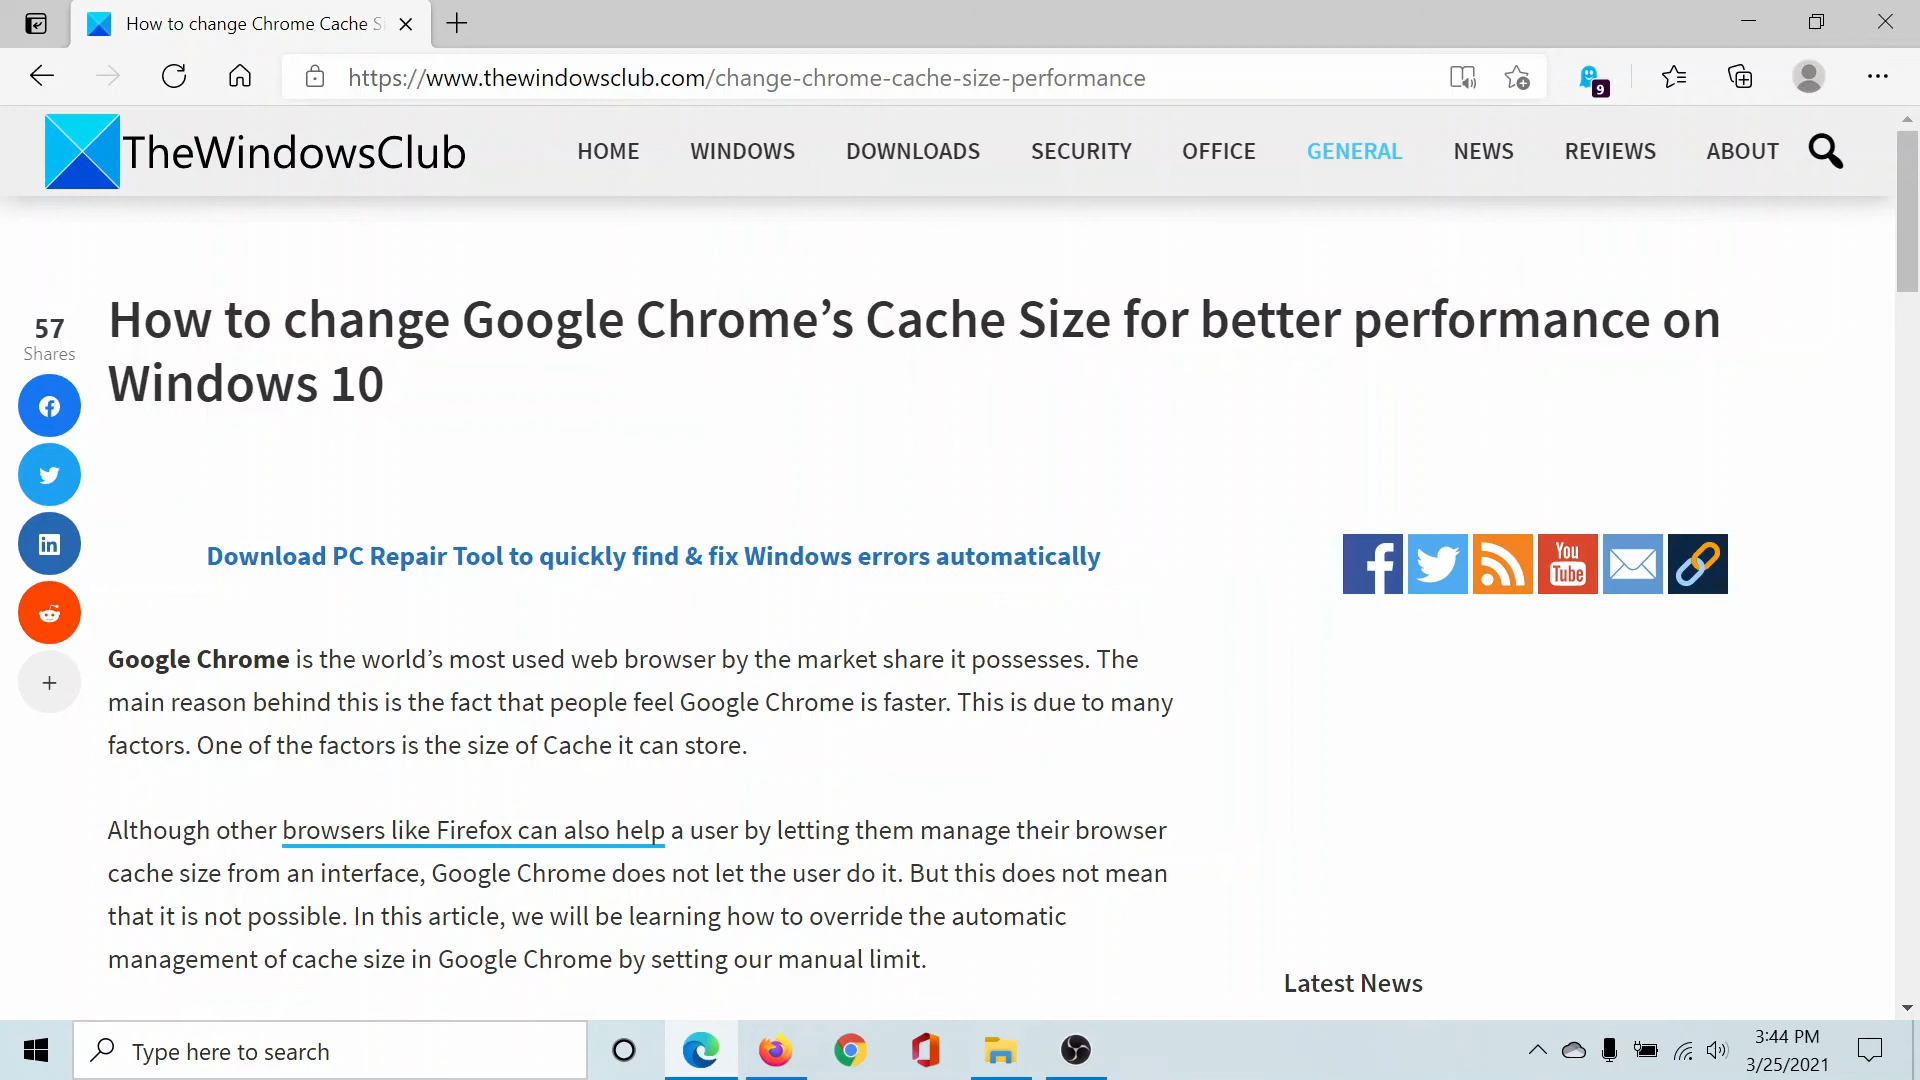 How to change Chrome Cache Si
https://www.thewindowsclub.com/change-chrome-cache-size-performance
9
TheWindowsClub
HOME WINDOWS DOWNLOADS SECURITY OFFICE GENERAL NEWS REVIEWS ABOUT
How to change Google Chrome’s Cache Size for better performance on
Windows 10
57
Shares
Download PC Repair Tool to quickly find & fix Windows errors automatically
You
Tube
Google Chrome is the world’s most used web browser by the market share it possesses. The
main reason behind this is the fact that people feel Google Chrome is faster. This is due to many
factors. One of the factors is the size of Cache it can store.
Although other browsers like Firefox can also help a user by letting them manage their browser
cache size from an interface, Google Chrome does not let the user do it. But this does not mean
that it is not possible. In this article, we will be learning how to override the automatic
management of cache size in Google Chrome by setting our manual limit.
Latest News
Type here to search
3:44 PM
3/25/2021